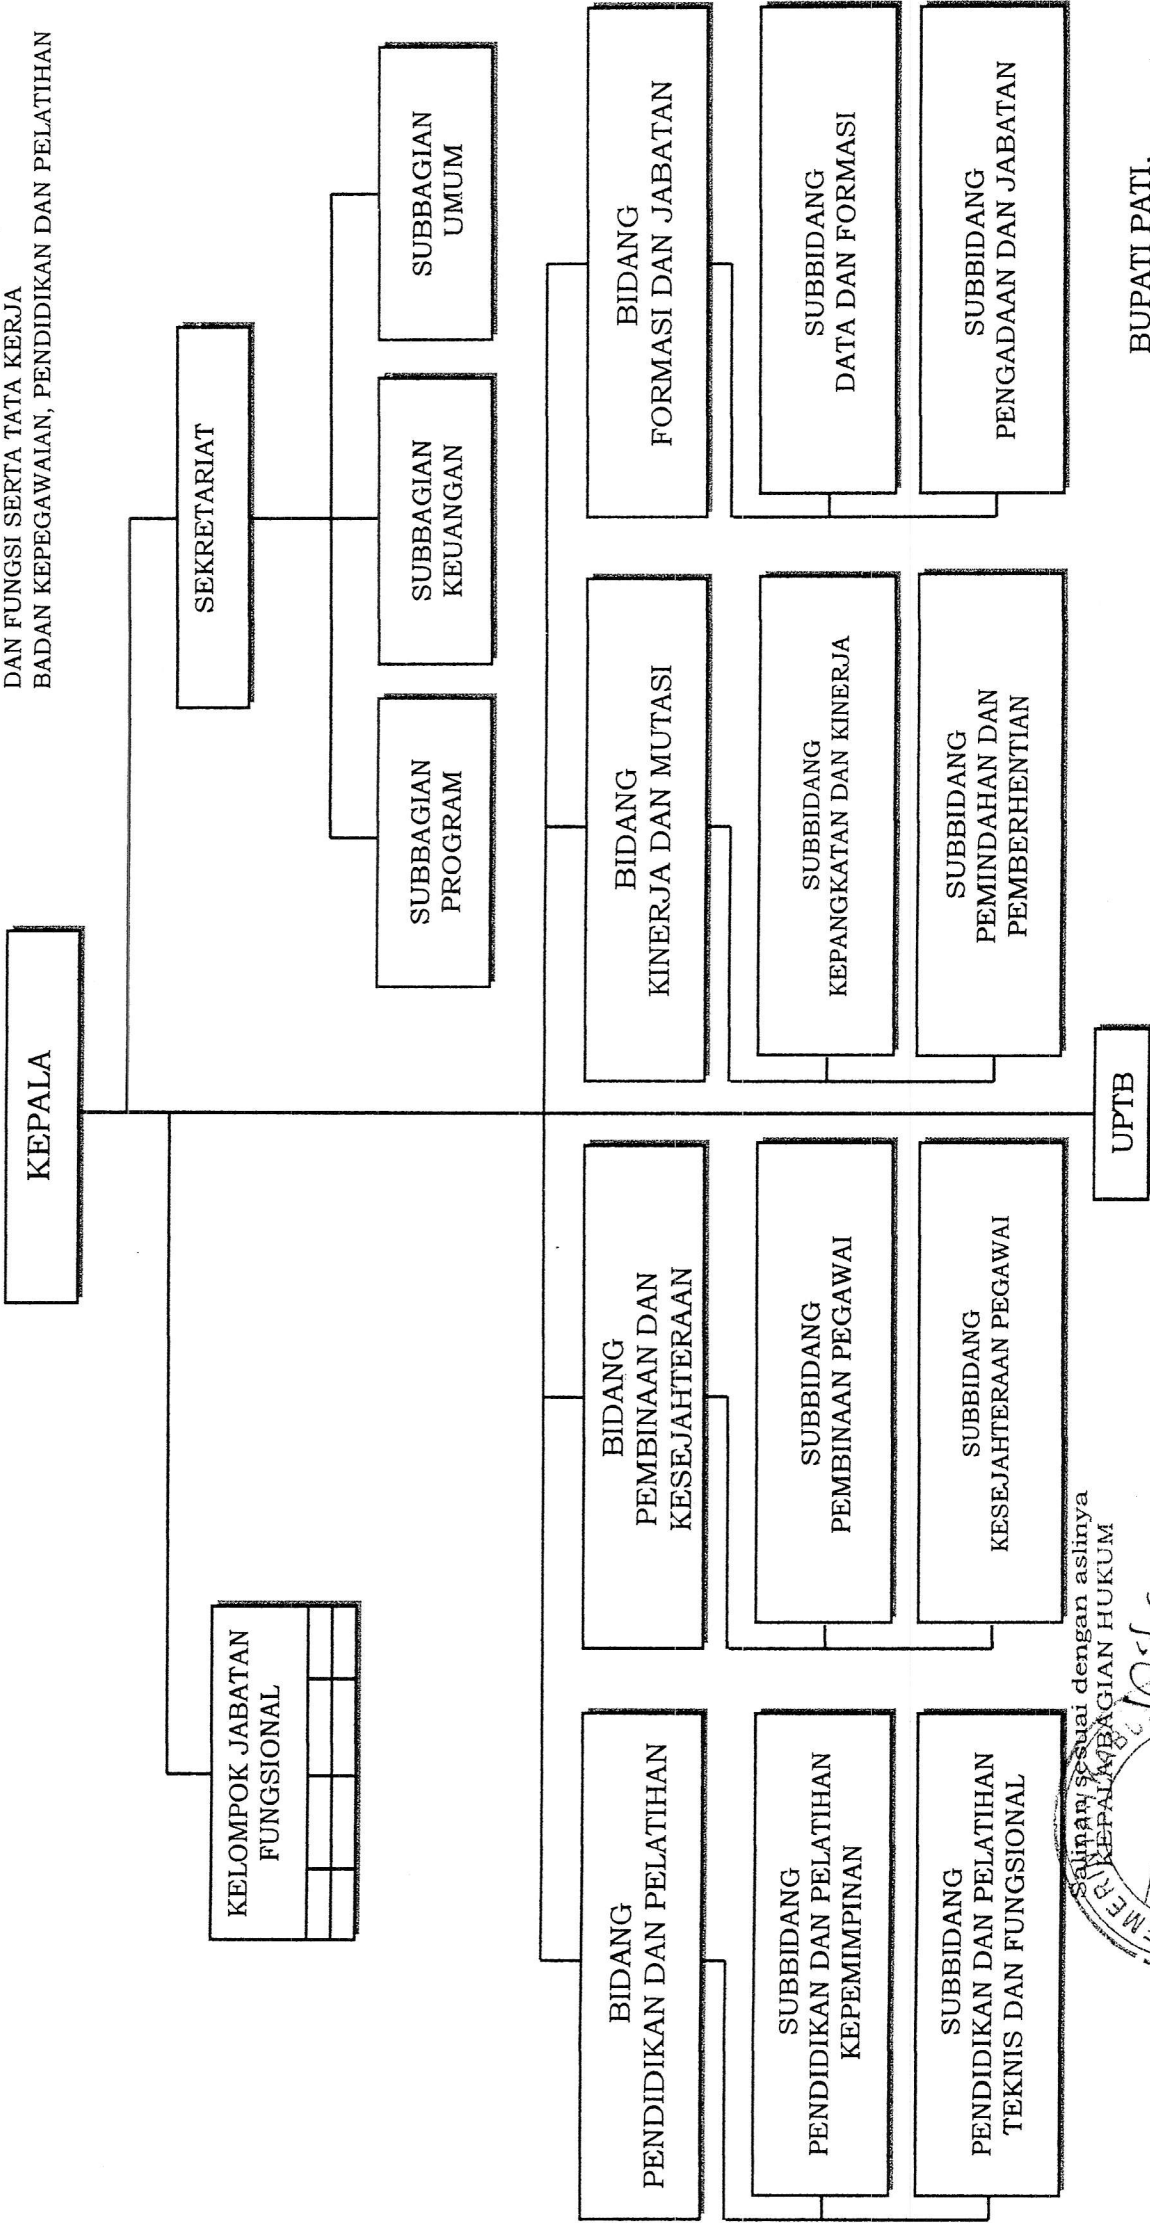 DAN FUNGSI SERTA TATA KERJA
BADAN KEPEGAWAIAN, PENDIDIKAN DAN PELATIHAN
KEPALA
SEKRETARIAT
KELOMPOK JABATAN
FUNGSIONAL
SUBBAGIAN
PROGRAM
SUBBAGIAN
KEUANGAN
SUBBAGIAN
UMUM
BIDANG
PENDIDIKAN DAN PELATIHAN
BIDANG
PEMBINAAN DAN
KESEJAHTERAAN
BIDANG
KINERJA DAN MUTASI
BIDANG
FORMASI DAN JABATAN
SUBBIDANG
PENDIDIKAN DAN PELATIHAN
KEPEMIMPINAN
SUBBIDANG
PEMBINAAN PEGAWAI
SUBBIDANG
KEPANGKATAN DAN KINERJA
SUBBIDANG
DATA DAN FORMASI
SUBBIDANG
PENDIDIKAN DAN PELATIHAN
TEKNIS DAN FUNGSIONAL
SUBBIDANG
KESEJAHTERAAN PEGAWAI
SUBBIDANG
PEMINDAHAN DAN
PEMBERHENTIAN
SUBBIDANG
PENGADAAN DAN JABATAN
UPTB
Salinan sesuai dengan aslinya
KEPALA BAGIAN HUKUM
BUPATI PATI,